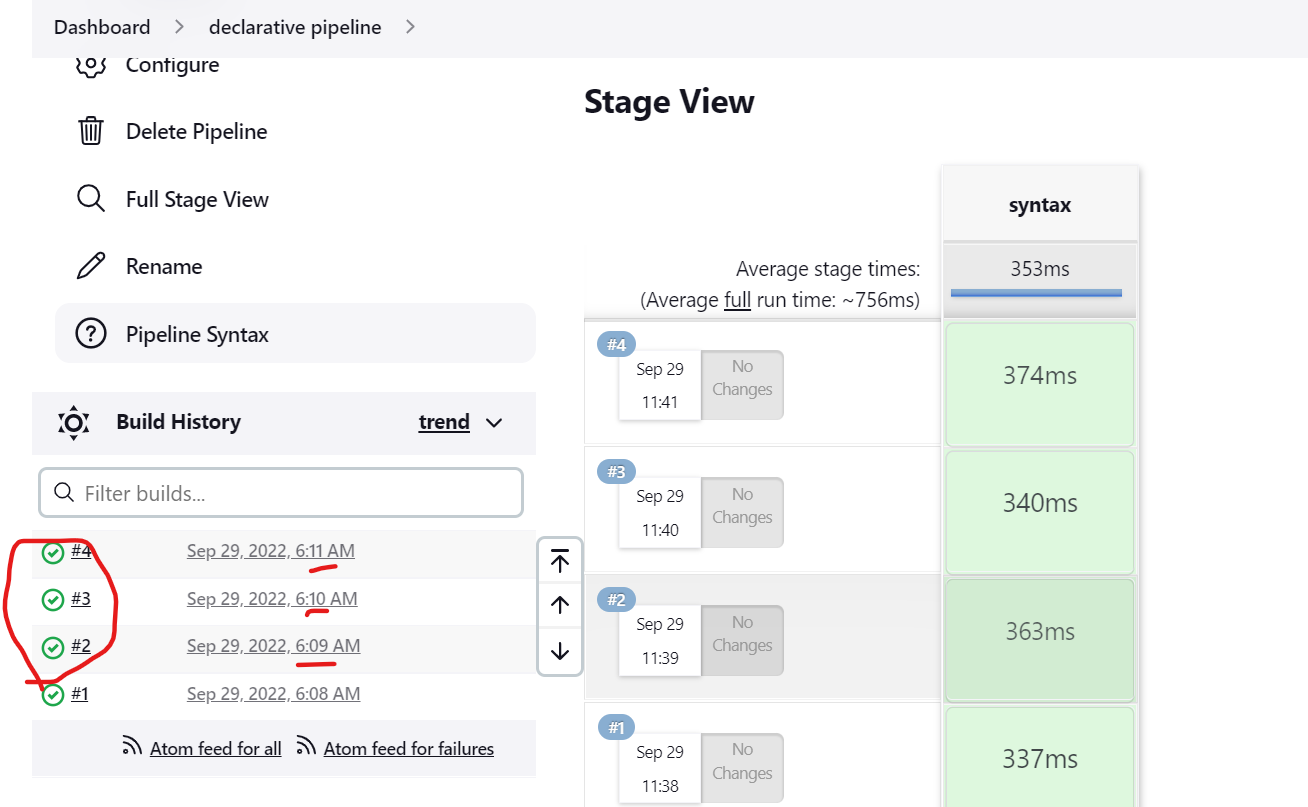 Dashboard > declarative pipeline >
Configure
Delete Pipeline
Full Stage View
Rename
Pipeline Syntax
Build History trend
Filter builds...
#4 Sep 29, 2022, 6:11 AM
#3 Sep 29, 2022, 6:10 AM
#2 Sep 29, 2022, 6:09 AM
#1 Sep 29, 2022, 6:08 AM
Atom feed for all Atom feed for failures
Stage View
syntax
Average stage times: 353ms
(Average full run time: ~756ms)
#4
Sep 29 No
11:41 Changes
374ms
#3
Sep 29 No
11:40 Changes
340ms
#2
Sep 29 No
11:39 Changes
363ms
#1
Sep 29 No
11:38 Changes
337ms